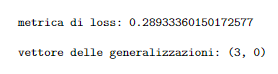 metrica di loss: 0.28933360150172577
vettore delle generalizzazioni: (3, 0)